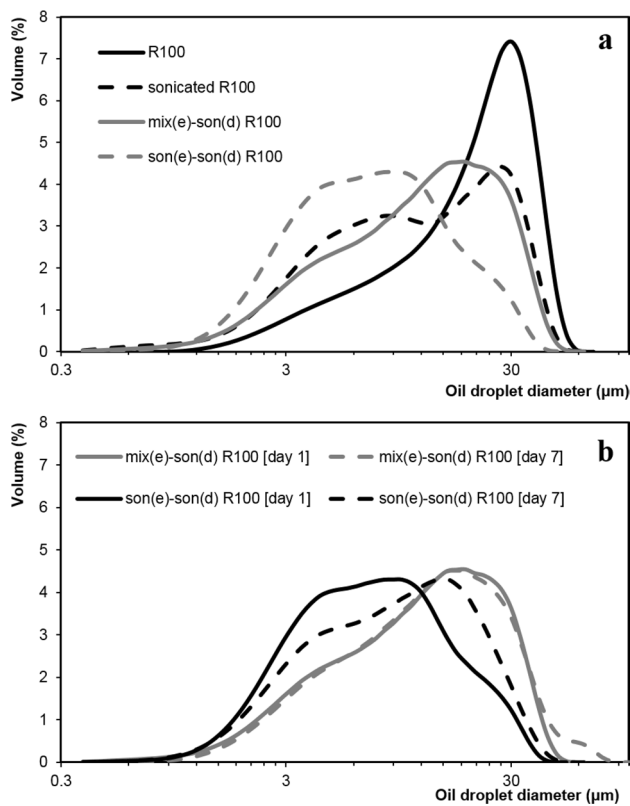 Volume (%)
8
7
6
5
4
3
2
1
0
a
R100
sonicated R100
mix(e)-son(d) R100
son(e)-son(d) R100
0.3
3
30
Oil droplet diameter (µm)
Volume (%)
8
7
6
5
4
3
2
1
0
b
mix(e)-son(d) R100 [day 1]
mix(e)-son(d) R100 [day 7]
son(e)-son(d) R100 [day 1]
son(e)-son(d) R100 [day 7]
0.3
3
30
Oil droplet diameter (µm)